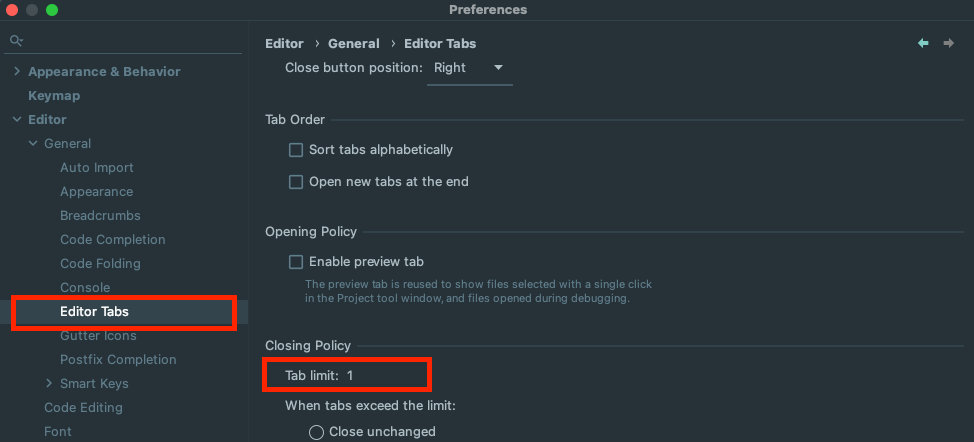 Preferences
Appearance & Behavior
Keymap
Editor
General
Auto Import
Appearance
Breadcrumbs
Code Completion
Code Folding
Console
Editor Tabs
Gutter Icons
Postfix Completion
Smart Keys
Code Editing
Font
Editor › General › Editor Tabs
Close button position: Right
Tab Order
Sort tabs alphabetically
Open new tabs at the end
Opening Policy
Enable preview tab
The preview tab is reused to show files selected with a single click
in the Project tool window, and files opened during debugging.
Closing Policy
Tab limit: 1
When tabs exceed the limit:
Close unchanged